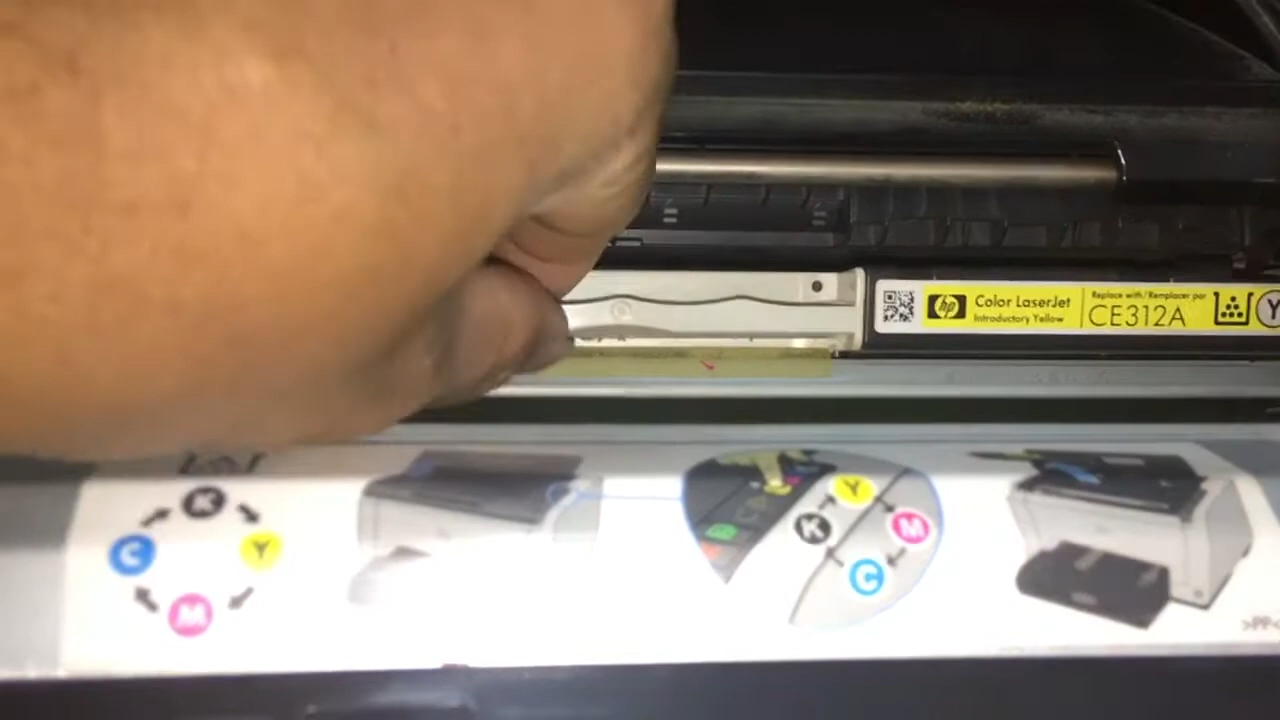 hp
Color LaserJet
Introductory Yellow
Replace with/Remplacer par
CE312A
Y
K
C
Y
M
Y
K
M
C